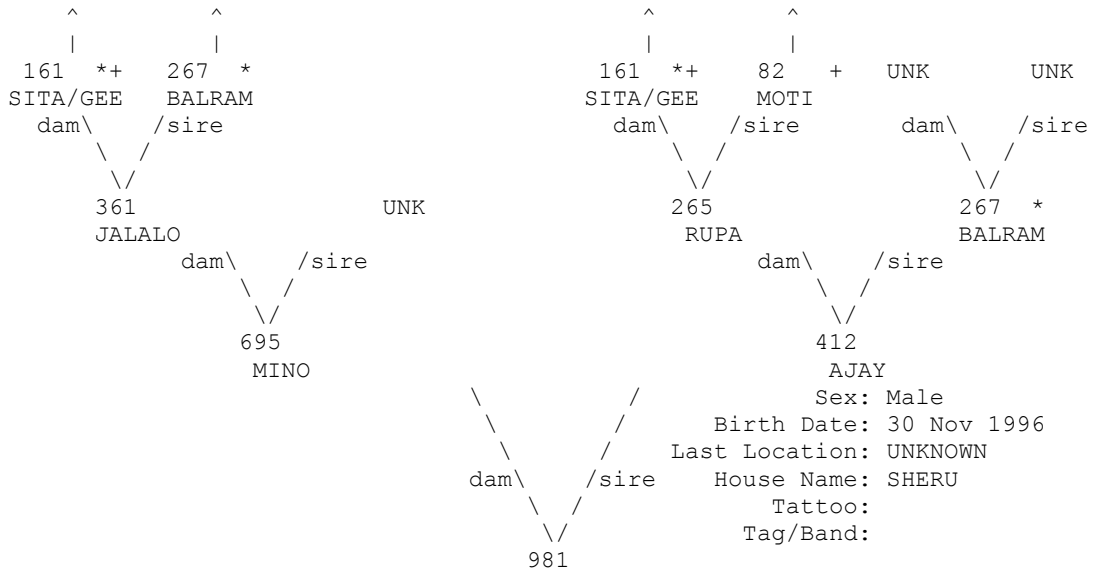 ^ ^ ^ ^
| | | |
161 *+ 267 * 161 *+ 82 + UNK UNK
SITA/GEE BALRAM SITA/GEE MOTI
dam\ /sire dam\ /sire dam\ /sire
\ / \ / \ /
\/ \/ \/
361 UNK 265 267 *
JALALO RUPA BALRAM
dam\ /sire dam\ /sire
\ / \ /
\/ \/
695 412
MINO AJAY
\ / Sex: Male
\ / Birth Date: 30 Nov 1996
\ / Last Location: UNKNOWN
dam\ /sire House Name: SHERU
\ / Tattoo:
\/ Tag/Band:
981